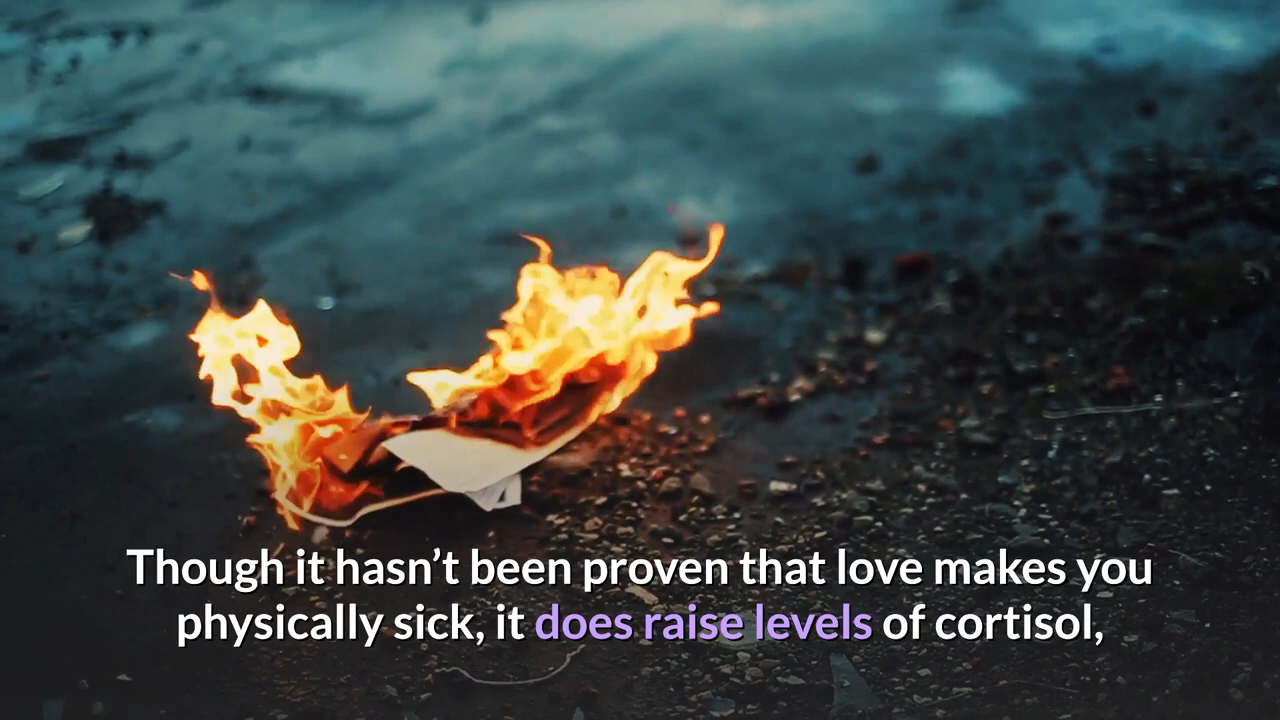 Though it hasn’t been proven that love makes you
physically sick, it does raise levels of cortisol,